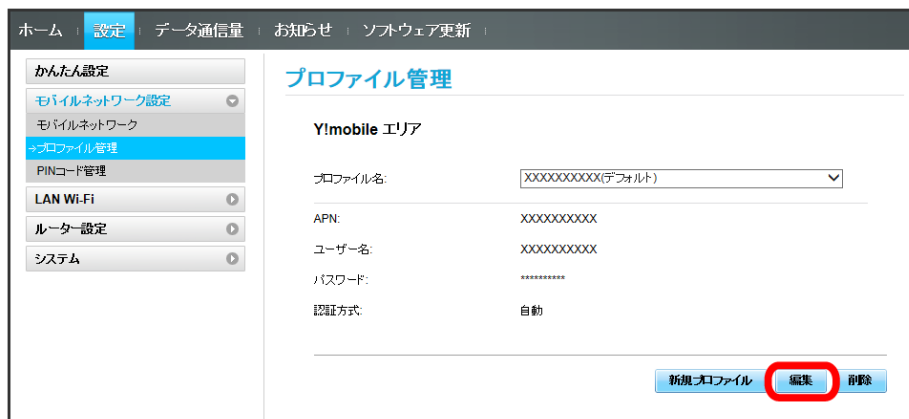 ホーム 設定 データ通信量 お知らせ ソフトウェア更新
かんたん設定
モバイルネットワーク設定
モバイルネットワーク
→プロファイル管理
PINコード管理
LAN Wi-Fi
ルーター設定
システム
プロファイル管理
Y!mobile エリア
プロファイル名: XXXXXXXXXX(デフォルト)
APN: XXXXXXXXXX
ユーザー名: XXXXXXXXXX
パスワード: **********
認証方式: 自動
新規プロファイル 編集 削除